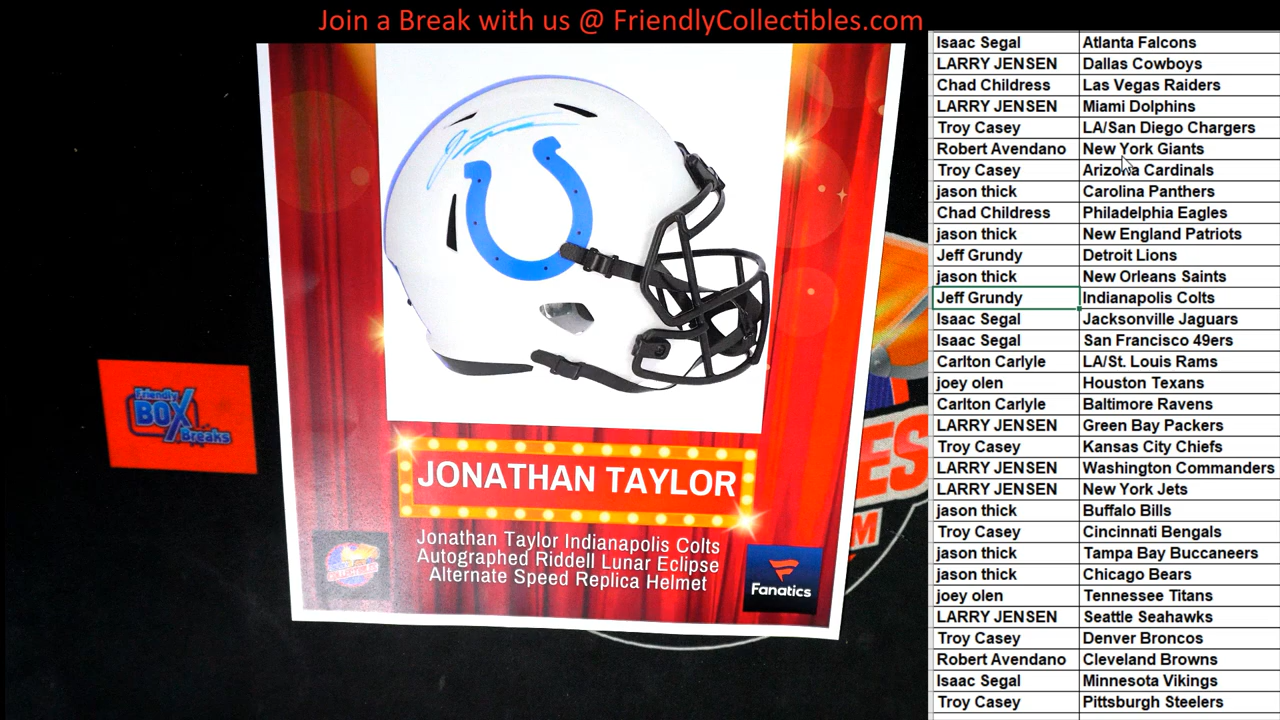 Join a Break with us @ FriendlyCollectibles.com
Isaac Segal Atlanta Falcons
LARRY JENSEN Dallas Cowboys
Chad Childress Las Vegas Raiders
LARRY JENSEN Miami Dolphins
Troy Casey LA/San Diego Chargers
Robert Avendano New York Giants
Troy Casey Arizona Cardinals
jason thick Carolina Panthers
Chad Childress Philadelphia Eagles
jason thick New England Patriots
Jeff Grundy Detroit Lions
jason thick New Orleans Saints
Jeff Grundy Indianapolis Colts
Isaac Segal Jacksonville Jaguars
Isaac Segal San Francisco 49ers
Carlton Carlyle LA/St. Louis Rams
joey olen Houston Texans
Carlton Carlyle Baltimore Ravens
LARRY JENSEN Green Bay Packers
Troy Casey Kansas City Chiefs
LARRY JENSEN Washington Commanders
LARRY JENSEN New York Jets
jason thick Buffalo Bills
Troy Casey Cincinnati Bengals
jason thick Tampa Bay Buccaneers
jason thick Chicago Bears
joey olen Tennessee Titans
LARRY JENSEN Seattle Seahawks
Troy Casey Denver Broncos
Robert Avendano Cleveland Browns
Isaac Segal Minnesota Vikings
Troy Casey Pittsburgh Steelers
Friendly
BOX
Breaks
JONATHAN TAYLOR
Jonathan Taylor Indianapolis Colts
Autographed Riddell Lunar Eclipse
Alternate Speed Replica Helmet
Fanatics